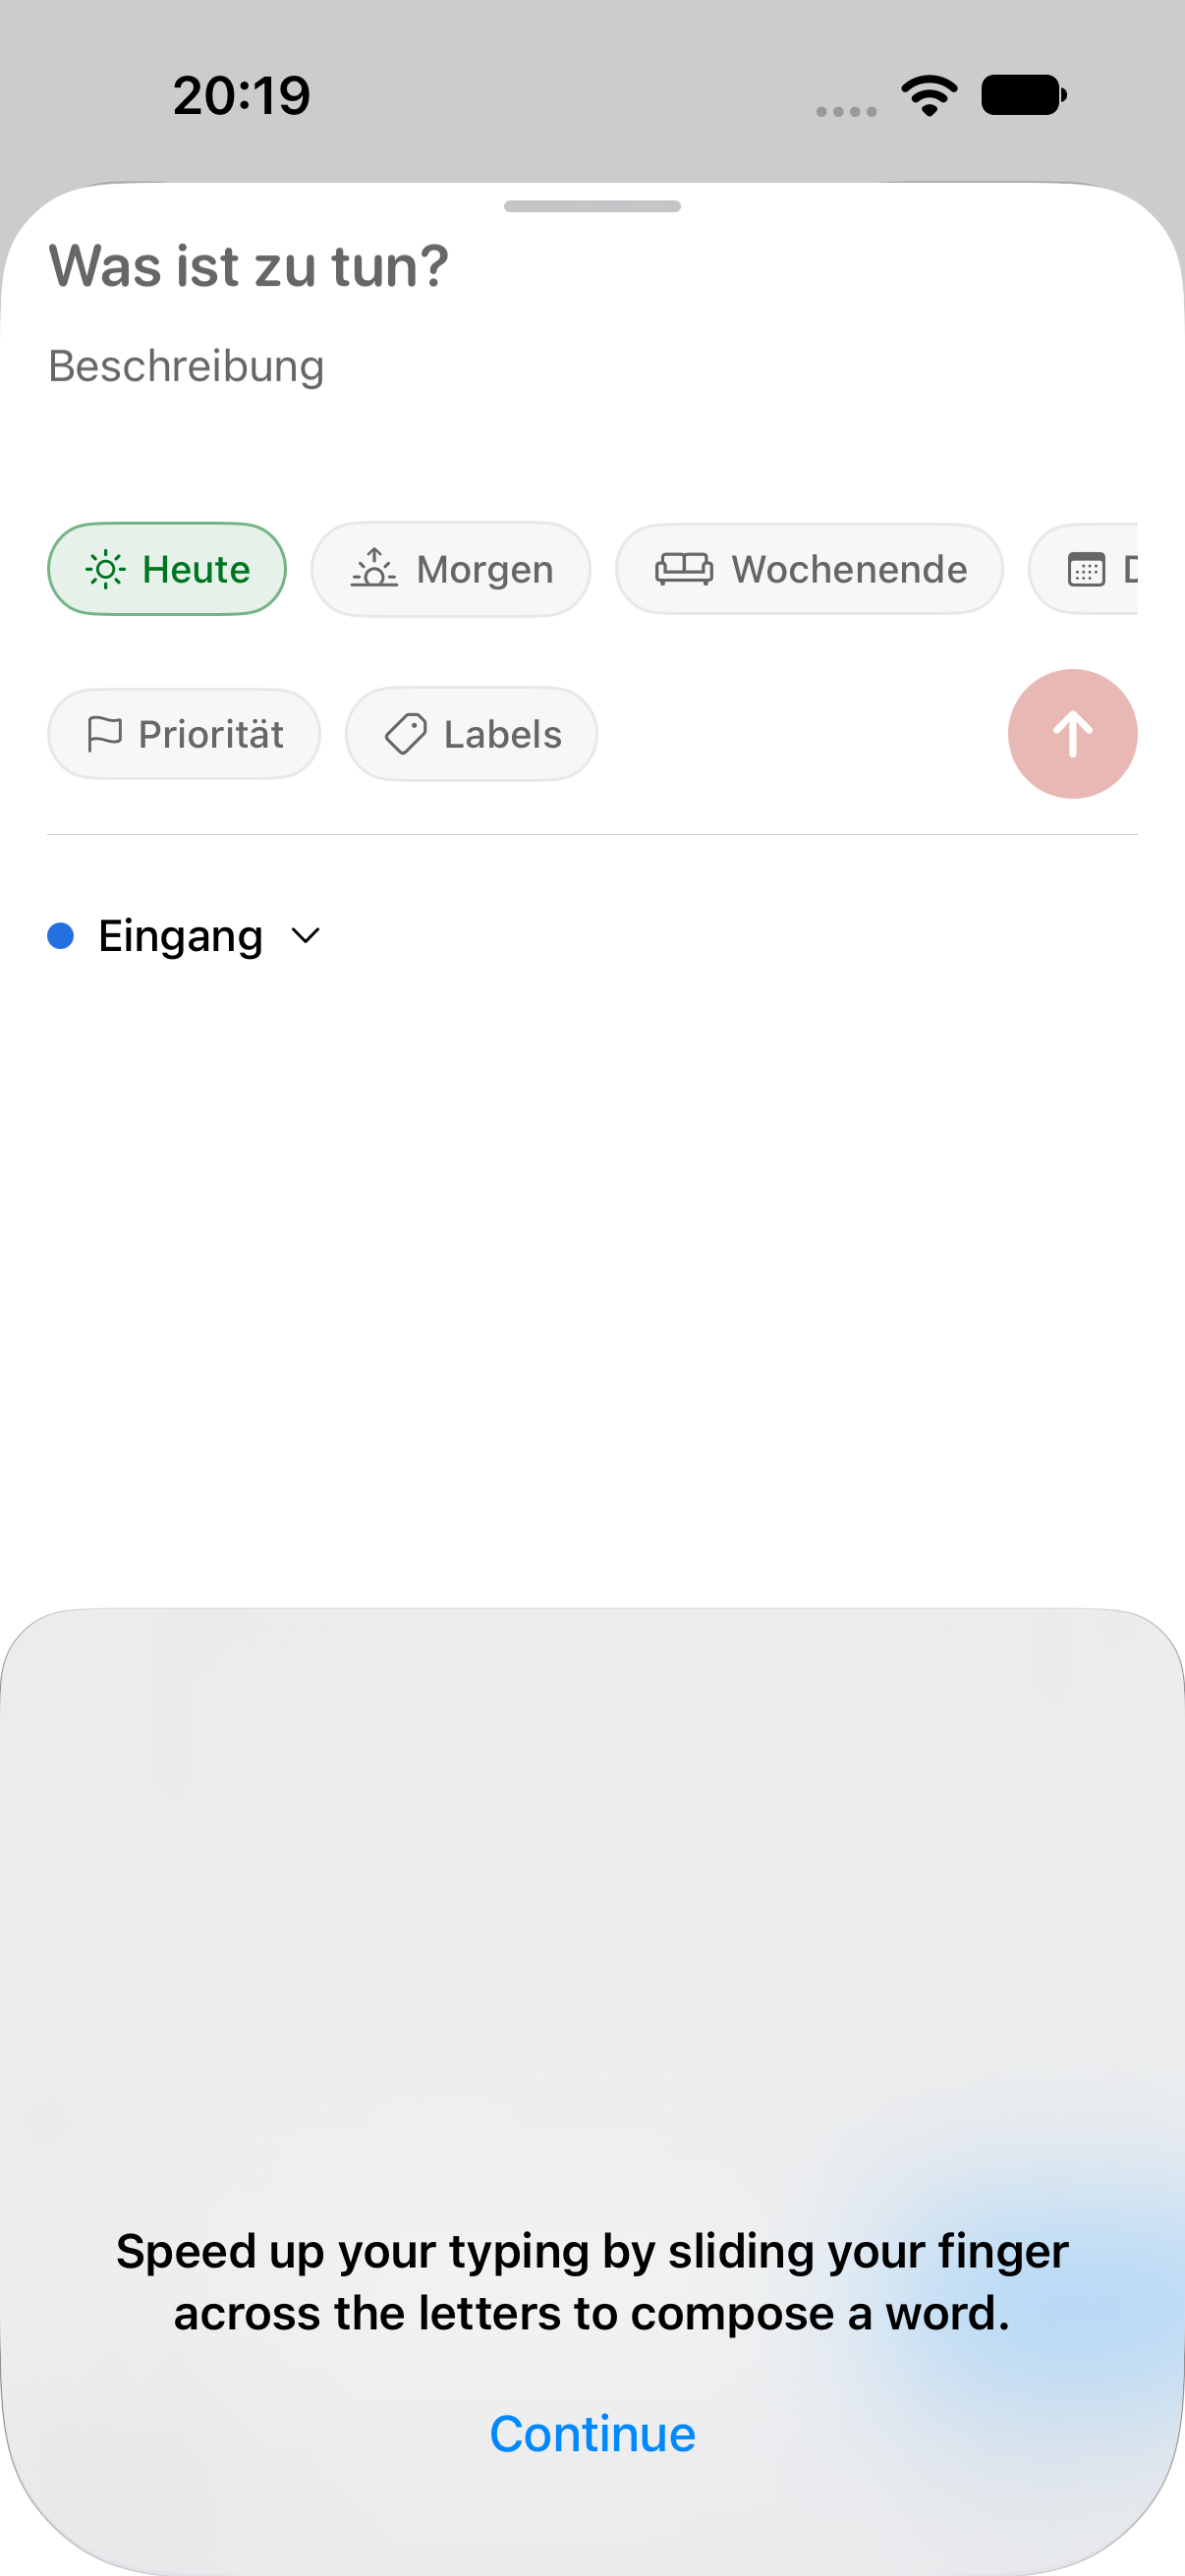 20:19
Was ist zu tun?
Beschreibung
Heute Morgen Wochenende
Priorität Labels
Eingang
Speed up your typing by sliding your finger
across the letters to compose a word.
Continue